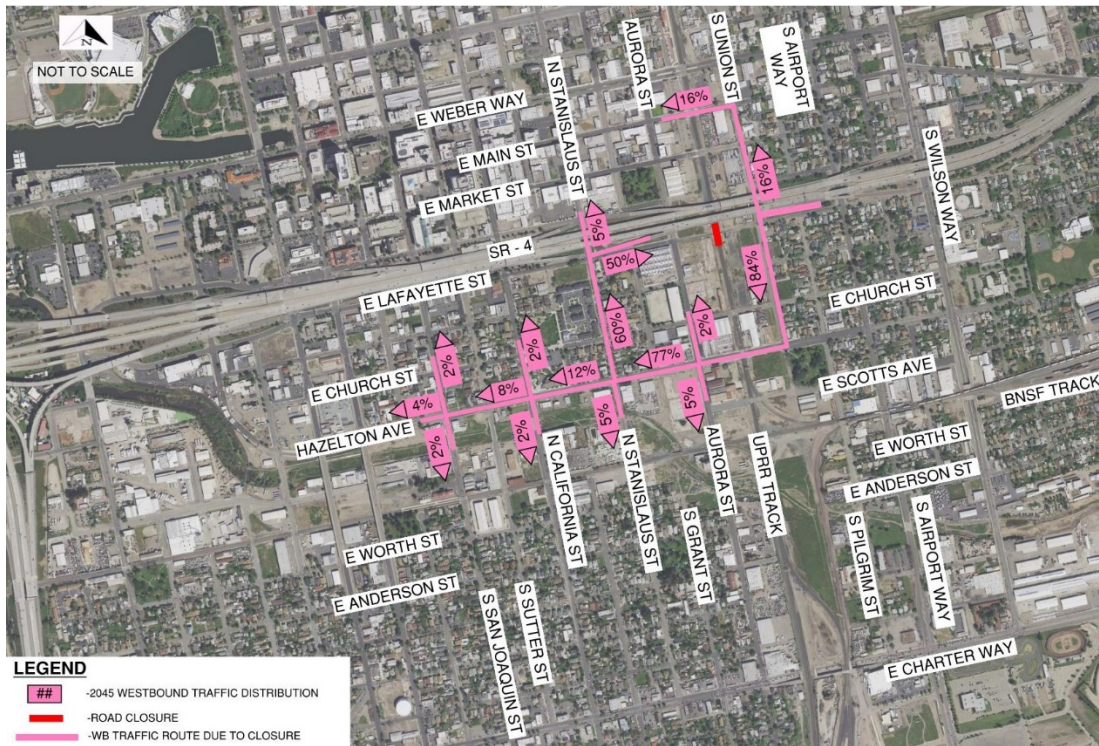 N
NOT TO SCALE
E WEBER WAY
E MAIN ST
E MARKET ST
SR - 4
E LAFAYETTE ST
E CHURCH ST
HAZELTON AVE
N STANISLAUS ST
AURORA ST
S UNION ST
S AIRPORT
WAY
S WILSON WAY
16%
16%
84%
5%
50%
60%
2%
77%
12%
2%
8%
2%
4%
2%
2%
5%
5%
E CHURCH ST
E SCOTTS AVE
BNSF TRACK
E WORTH ST
E ANDERSON ST
E WORTH ST
E ANDERSON ST
S SAN JOAQUIN ST
S SUTTER ST
N CALIFORNIA ST
N STANISLAUS ST
S GRANT ST
AURORA ST
UPRR TRACK
S PILGRIM ST
S AIRPORT WAY
E CHARTER WAY
LEGEND
## -2045 WESTBOUND TRAFFIC DISTRIBUTION
-ROAD CLOSURE
-WB TRAFFIC ROUTE DUE TO CLOSURE